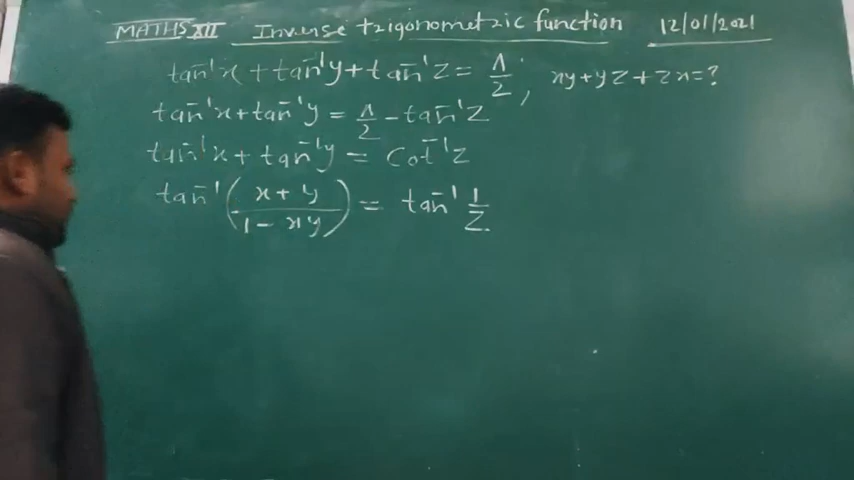 MATHS XII Inverse trigonometric function 12/01/2021
tan⁻¹x + tan⁻¹y + tan⁻¹z = π/2 ; xy + yz + zx = ?
tan⁻¹x + tan⁻¹y = π/2 - tan⁻¹z
tan⁻¹x + tan⁻¹y = Cot⁻¹z
tan⁻¹(x + y / 1 - xy) = tan⁻¹ 1/z